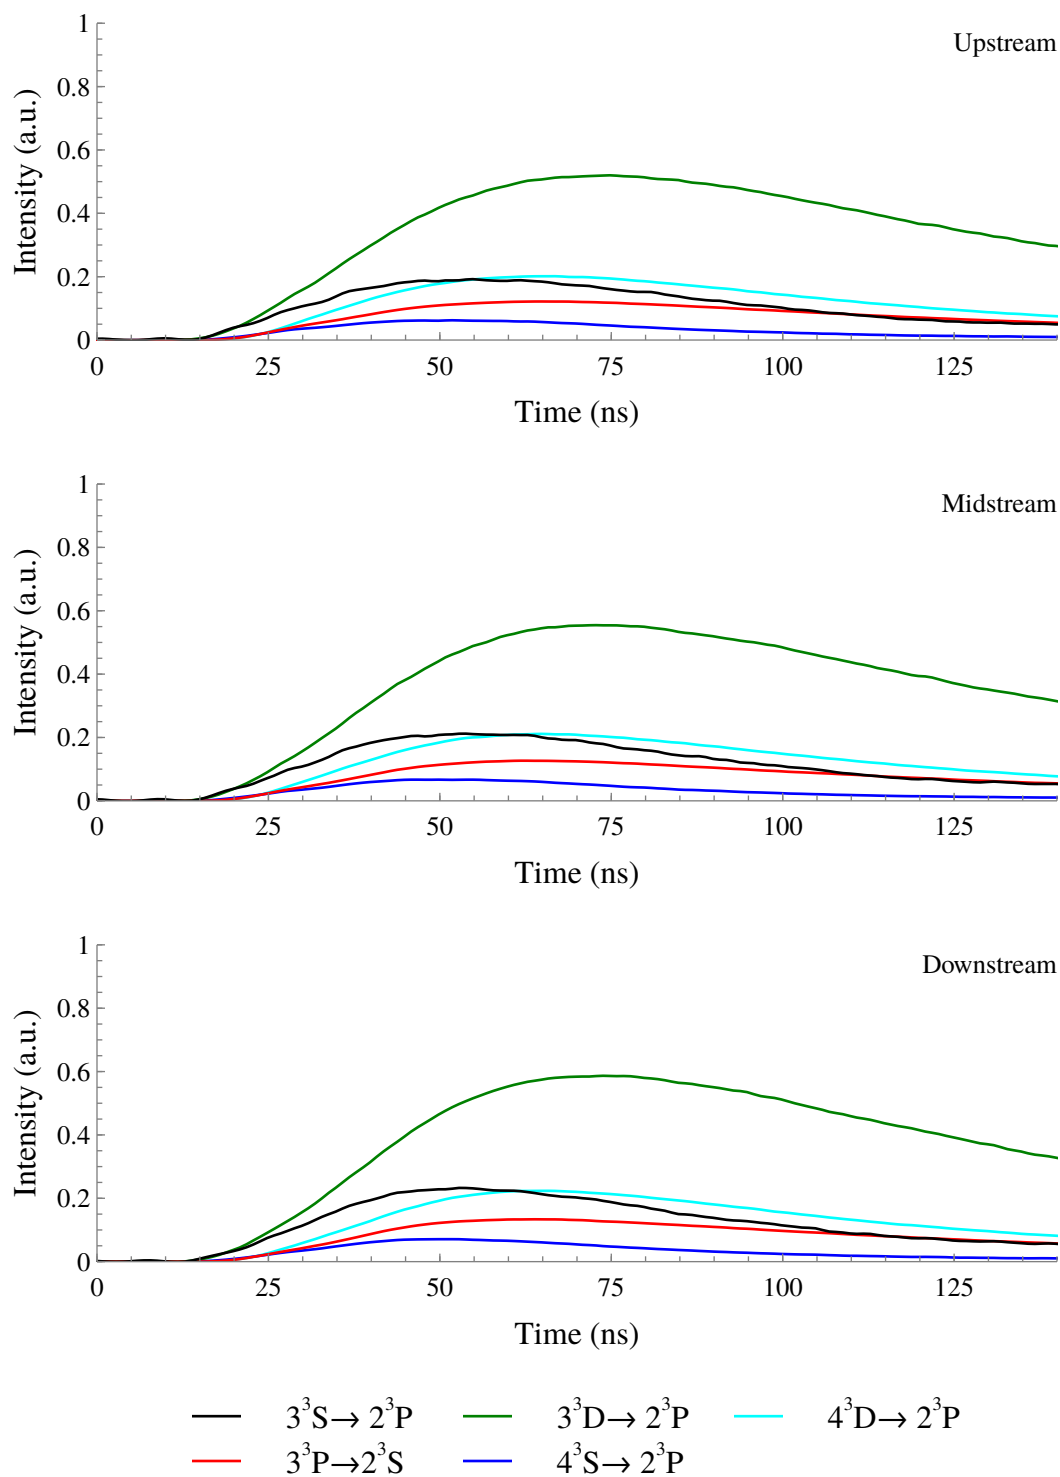 Upstream
Intensity (a.u.)
1
0.8
0.6
0.4
0.2
0
0 25 50 75 100 125
Time (ns)
Midstream
Intensity (a.u.)
1
0.8
0.6
0.4
0.2
0
0 25 50 75 100 125
Time (ns)
Downstream
Intensity (a.u.)
1
0.8
0.6
0.4
0.2
0
0 25 50 75 100 125
Time (ns)
3³S→ 2³P 3³D→ 2³P 4³D→ 2³P
3³P→2³S 4³S→ 2³P